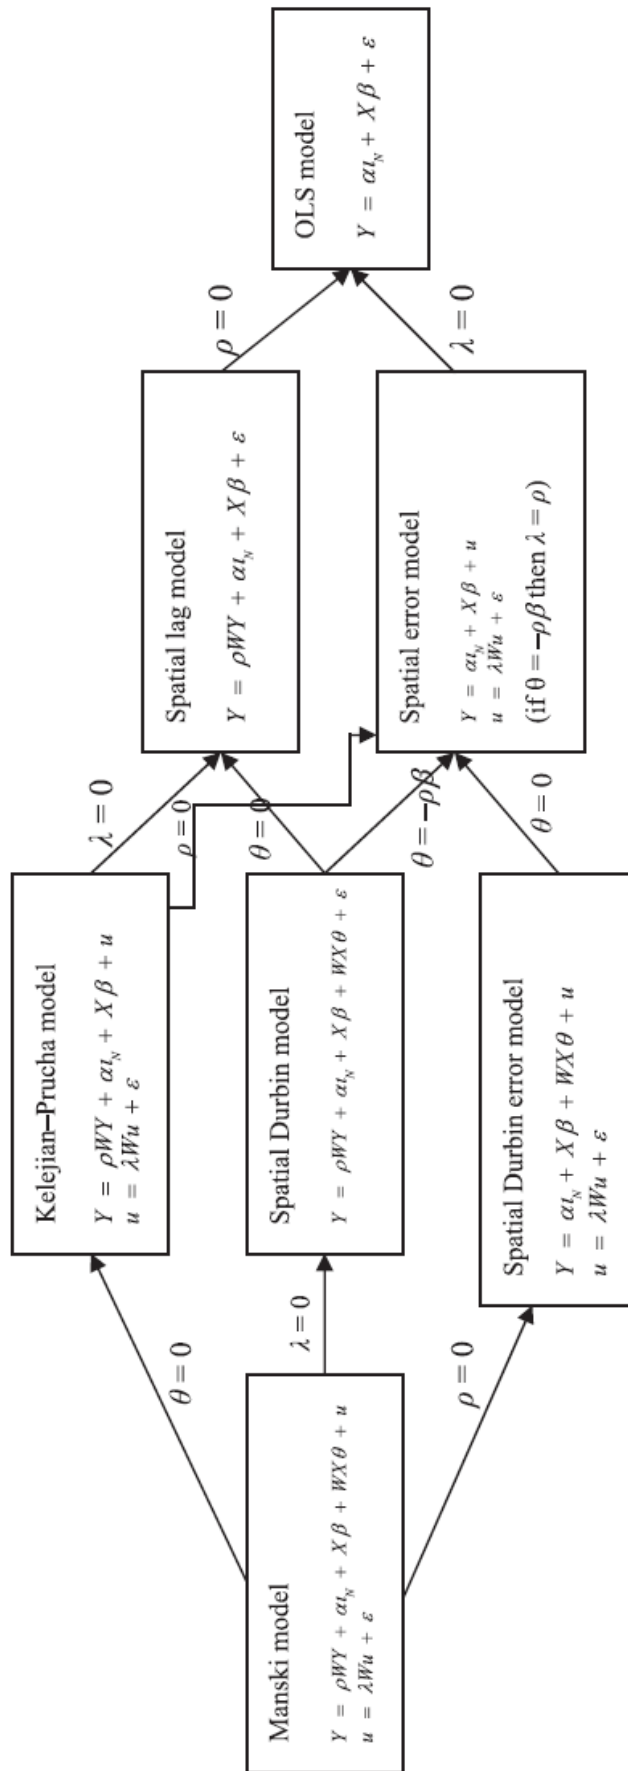 Manski model
Y = ρWY + αι_N + Xβ + WXθ + u
u = λWu + ε
θ = 0
λ = 0
ρ = 0
Kelejian–Prucha model
Y = ρWY + αι_N + Xβ + u
u = λWu + ε
Spatial Durbin model
Y = ρWY + αι_N + Xβ + WXθ + ε
Spatial Durbin error model
Y = αι_N + Xβ + WXθ + u
u = λWu + ε
λ = 0
ρ = 0
θ = 0
θ = −ρβ
θ = 0
Spatial lag model
Y = ρWY + αι_N + Xβ + ε
Spatial error model
Y = αι_N + Xβ + u
u = λWu + ε
(if θ = −ρβ then λ = ρ)
ρ = 0
λ = 0
OLS model
Y = αι_N + Xβ + ε